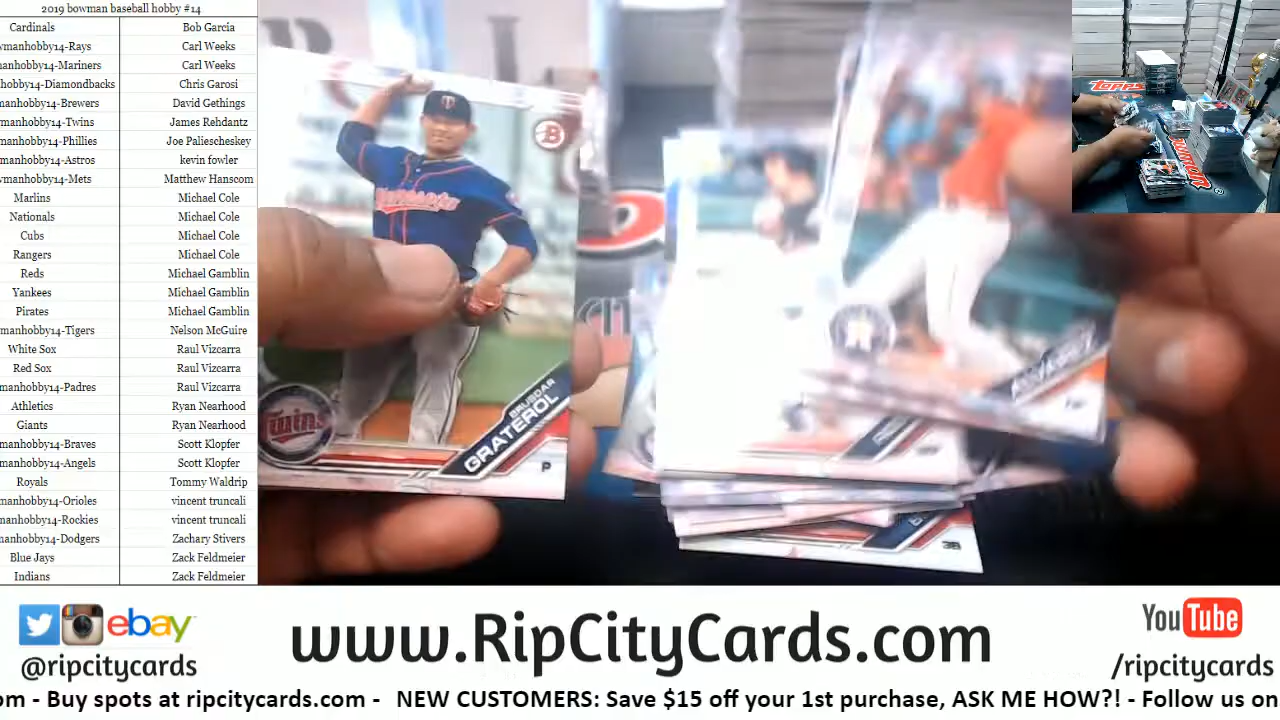 2019 bowman baseball hobby #14
Cardinals Bob Garcia
wmanhobby14-Rays Carl Weeks
manhobby14-Mariners Carl Weeks
hobby14-Diamondbacks Chris Garosi
manhobby14-Brewers David Gethings
wmanhobby14-Twins James Rehdantz
manhobby14-Phillies Joe Paliescheskey
manhobby14-Astros kevin fowler
wmanhobby14-Mets Matthew Hanscom
Marlins Michael Cole
Nationals Michael Cole
Cubs Michael Cole
Rangers Michael Cole
Reds Michael Gamblin
Yankees Michael Gamblin
Pirates Michael Gamblin
manhobby14-Tigers Nelson McGuire
White Sox Raul Vizcarra
Red Sox Raul Vizcarra
manhobby14-Padres Raul Vizcarra
Athletics Ryan Nearhood
Giants Ryan Nearhood
manhobby14-Braves Scott Klopfer
manhobby14-Angels Scott Klopfer
Royals Tommy Waldrip
manhobby14-Orioles vincent truncali
manhobby14-Rockies vincent truncali
manhobby14-Dodgers Zachary Stivers
Blue Jays Zack Feldmeier
Indians Zack Feldmeier
B
T
Minnesota
Twins
BRUSDAR
GRATEROL
P
3B
TOPPS
ebay
@ripcitycards
www.RipCityCards.com
YouTube
/ripcitycards
om - Buy spots at ripcitycards.com - NEW CUSTOMERS: Save $15 off your 1st purchase, ASK ME HOW?! - Follow us on